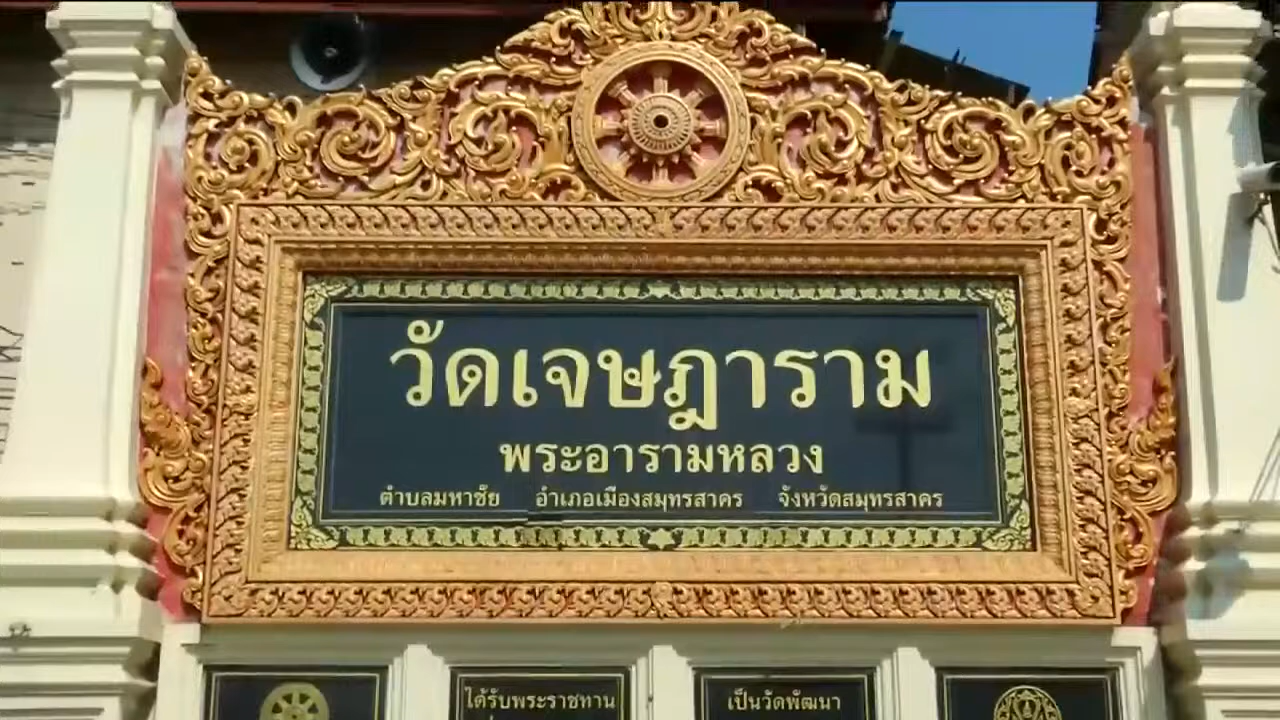 วัดเจษฎาราม
พระอารามหลวง
ตำบลมหาชัย อำเภอเมืองสมุทรสาคร จังหวัดสมุทรสาคร
ได้รับพระราชทาน
เป็นวัดพัฒนา